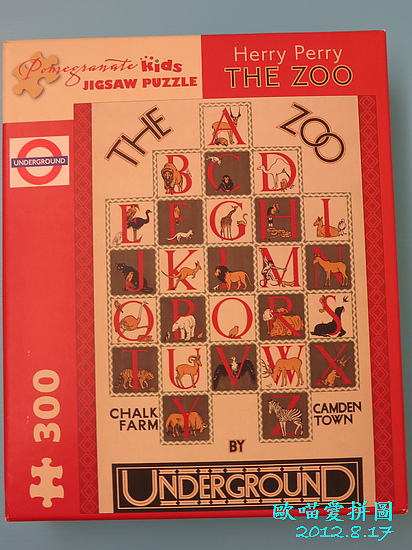 Pomegranate Kids
JIGSAW PUZZLE
Herry Perry
THE ZOO
UNDERGROUND
THE ZOO
A
B C D
E F G H I
J K L M N
O P Q R S
T U V W X
Y Z
CHALK FARM
CAMDEN TOWN
BY
UNDERGROUND
300
歐喵愛拼圖
2012.8.17